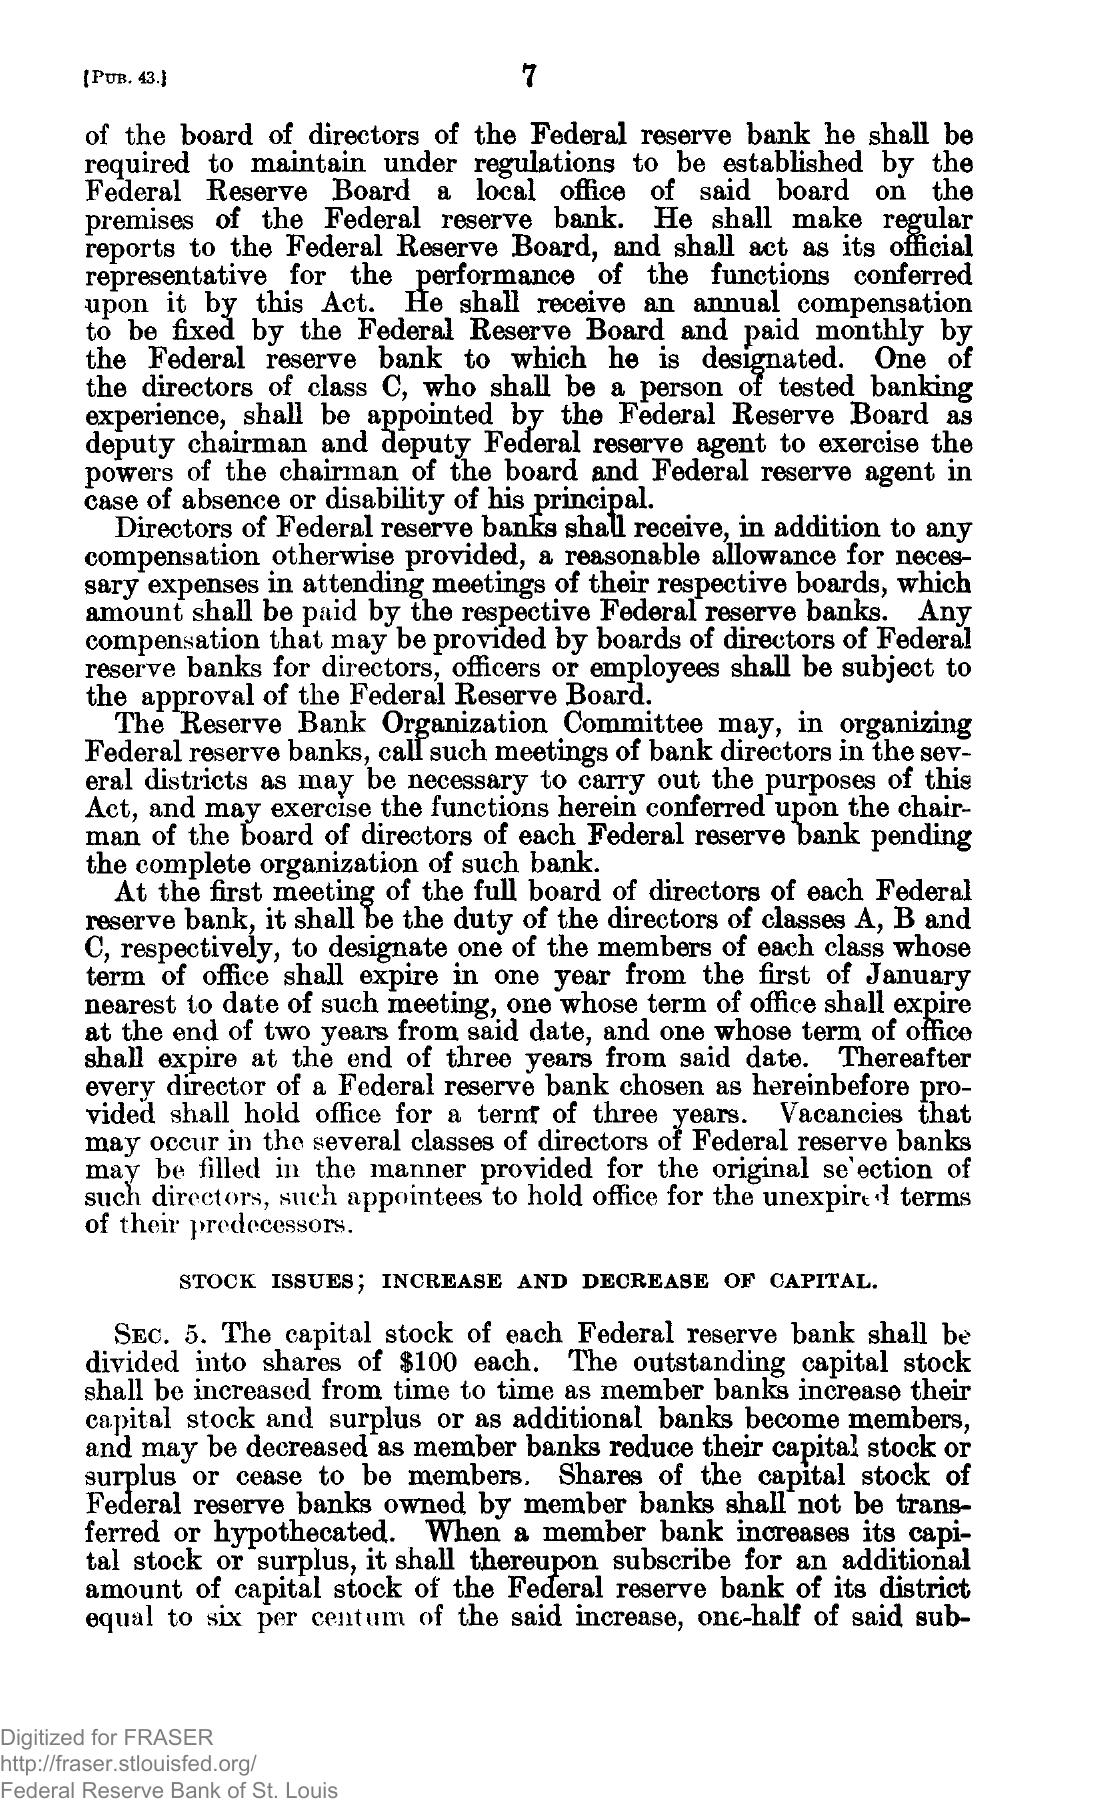 [PUB. 43.]
7
of the board of directors of the Federal reserve bank he shall be
required to maintain under regulations to be established by the
Federal Reserve Board a local office of said board on the
premises of the Federal reserve bank. He shall make regular
reports to the Federal Reserve Board, and shall act as its official
representative for the performance of the functions conferred
upon it by this Act. He shall receive an annual compensation
to be fixed by the Federal Reserve Board and paid monthly by
the Federal reserve bank to which he is designated. One of
the directors of class C, who shall be a person of tested banking
experience, shall be appointed by the Federal Reserve Board as
deputy chairman and deputy Federal reserve agent to exercise the
powers of the chairman of the board and Federal reserve agent in
case of absence or disability of his principal.
Directors of Federal reserve banks shall receive, in addition to any
compensation otherwise provided, a reasonable allowance for neces-
sary expenses in attending meetings of their respective boards, which
amount shall be paid by the respective Federal reserve banks. Any
compensation that may be provided by boards of directors of Federal
reserve banks for directors, officers or employees shall be subject to
the approval of the Federal Reserve Board.
The Reserve Bank Organization Committee may, in organizing
Federal reserve banks, call such meetings of bank directors in the sev-
eral districts as may be necessary to carry out the purposes of this
Act, and may exercise the functions herein conferred upon the chair-
man of the board of directors of each Federal reserve bank pending
the complete organization of such bank.
At the first meeting of the full board of directors of each Federal
reserve bank, it shall be the duty of the directors of classes A, B and
C, respectively, to designate one of the members of each class whose
term of office shall expire in one year from the first of January
nearest to date of such meeting, one whose term of office shall expire
at the end of two years from said date, and one whose term of office
shall expire at the end of three years from said date. Thereafter
every director of a Federal reserve bank chosen as hereinbefore pro-
vided shall hold office for a term of three years. Vacancies that
may occur in the several classes of directors of Federal reserve banks
may be filled in the manner provided for the original selection of
such directors, such appointees to hold office for the unexpired terms
of their predecessors.
STOCK ISSUES; INCREASE AND DECREASE OF CAPITAL.
SEC. 5. The capital stock of each Federal reserve bank shall be
divided into shares of $100 each. The outstanding capital stock
shall be increased from time to time as member banks increase their
capital stock and surplus or as additional banks become members,
and may be decreased as member banks reduce their capital stock or
surplus or cease to be members. Shares of the capital stock of
Federal reserve banks owned by member banks shall not be trans-
ferred or hypothecated. When a member bank increases its capi-
tal stock or surplus, it shall thereupon subscribe for an additional
amount of capital stock of the Federal reserve bank of its district
equal to six per centum of the said increase, one-half of said sub-
Digitized for FRASER
http://fraser.stlouisfed.org/
Federal Reserve Bank of St. Louis